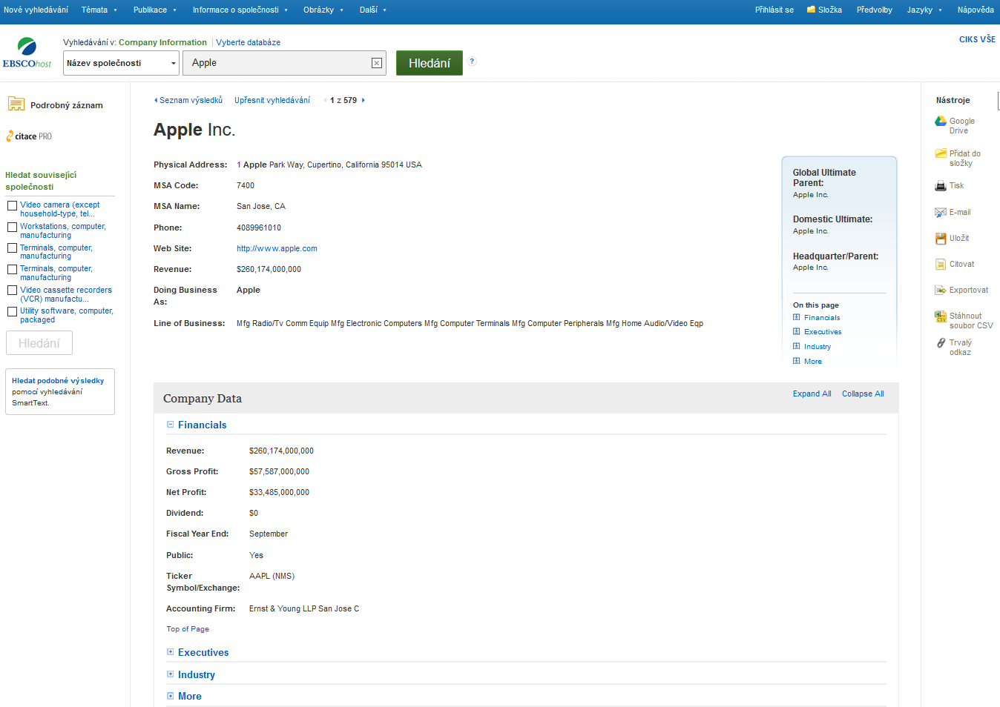 Nové vyhledávání Témata Publikace Informace o společnosti Obrázky Další Přihlásit se Složka Předvolby Jazyky Nápověda
EBSCOhost
Vyhledávání v: Company Information Vyberte databáze
CIKS VŠE
Název společnosti Apple Hledání ?
Podrobný záznam
citace PRO
Hledat související
společnosti
Video camera (except
household-type, tel...
Workstations, computer,
manufacturing
Terminals, computer,
manufacturing
Terminals, computer,
manufacturing
Video cassette recorders
(VCR) manufactu...
Utility software, computer,
packaged
Hledání
Hledat podobné výsledky
pomocí vyhledávání
SmartText.
Seznam výsledků Upřesnit vyhledávání 1 z 579
Apple Inc.
Physical Address: 1 Apple Park Way, Cupertino, California 95014 USA
MSA Code: 7400
MSA Name: San Jose, CA
Phone: 4089961010
Web Site: http://www.apple.com
Revenue: $260,174,000,000
Doing Business Apple
As:
Line of Business: Mfg Radio/Tv Comm Equip Mfg Electronic Computers Mfg Computer Terminals Mfg Computer Peripherals Mfg Home Audio/Video Eqp
Global Ultimate
Parent:
Apple Inc.
Domestic Ultimate:
Apple Inc.
Headquarter/Parent:
Apple Inc.
On this page
Financials
Executives
Industry
More
Company Data Expand All Collapse All
Financials
Revenue: $260,174,000,000
Gross Profit: $57,587,000,000
Net Profit: $33,485,000,000
Dividend: $0
Fiscal Year End: September
Public: Yes
Ticker AAPL (NMS)
Symbol/Exchange:
Accounting Firm: Ernst & Young LLP San Jose C
Top of Page
Executives
Industry
More
Nástroje
Google
Drive
Přidat do
složky
Tisk
E-mail
Uložit
Citovat
Exportovat
Stáhnout
soubor CSV
Trvalý
odkaz